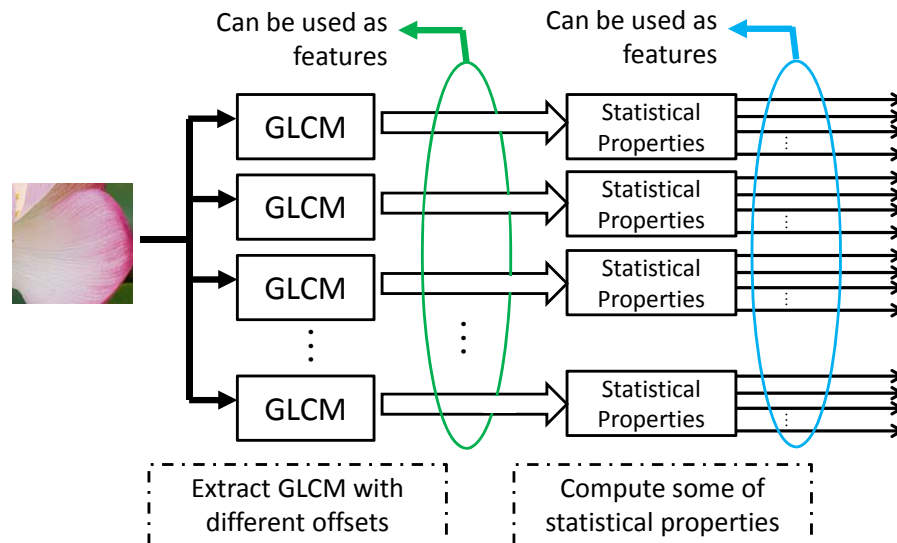 Can be used as
features
Can be used as
features
GLCM
Statistical
Properties
GLCM
Statistical
Properties
GLCM
Statistical
Properties
GLCM
Statistical
Properties
Extract GLCM with
different offsets
Compute some of
statistical properties